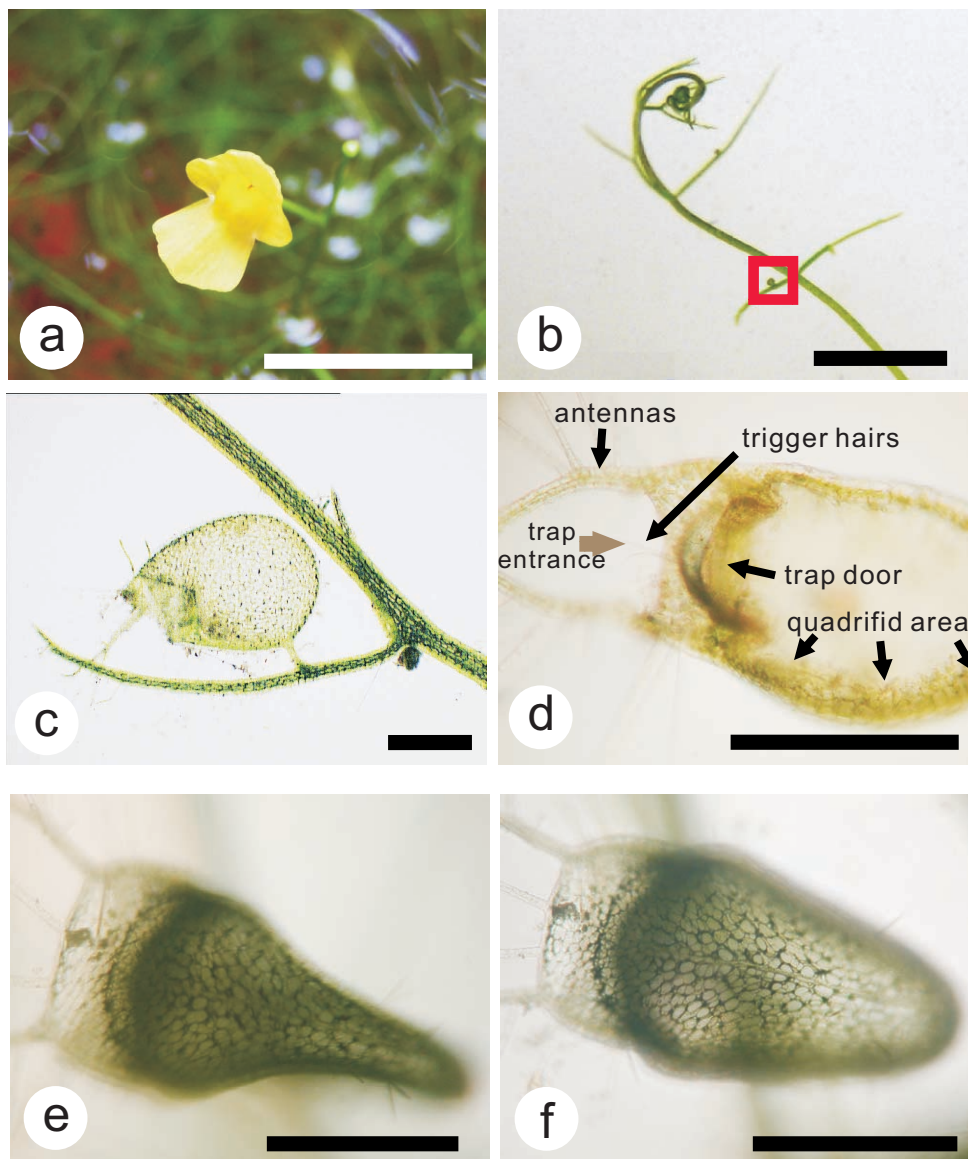 a
b
antennas
trigger hairs
trap
entrance
trap door
quadrifid area
c
d
e
f